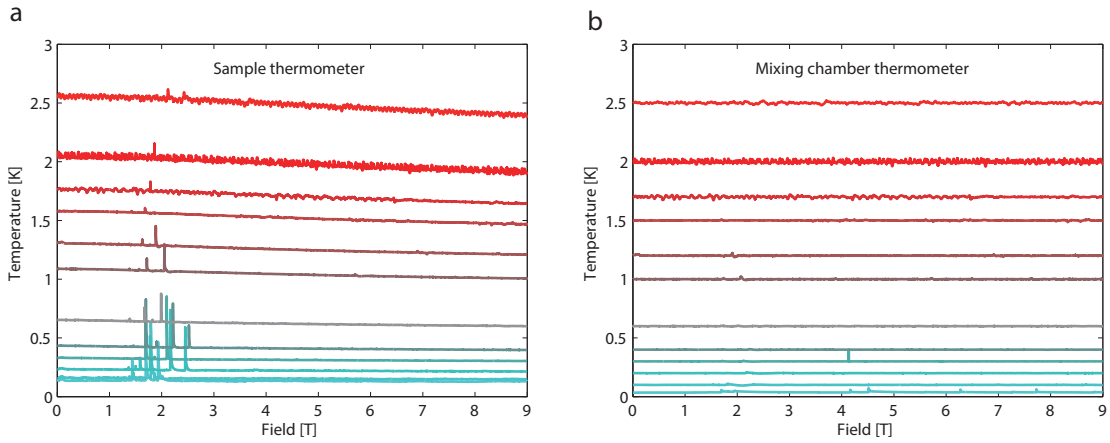 a
Sample thermometer
Temperature [K]
3
2.5
2
1.5
1
0.5
0
0 1 2 3 4 5 6 7 8 9
Field [T]
b
Mixing chamber thermometer
Temperature [K]
3
2.5
2
1.5
1
0.5
0
0 1 2 3 4 5 6 7 8 9
Field [T]